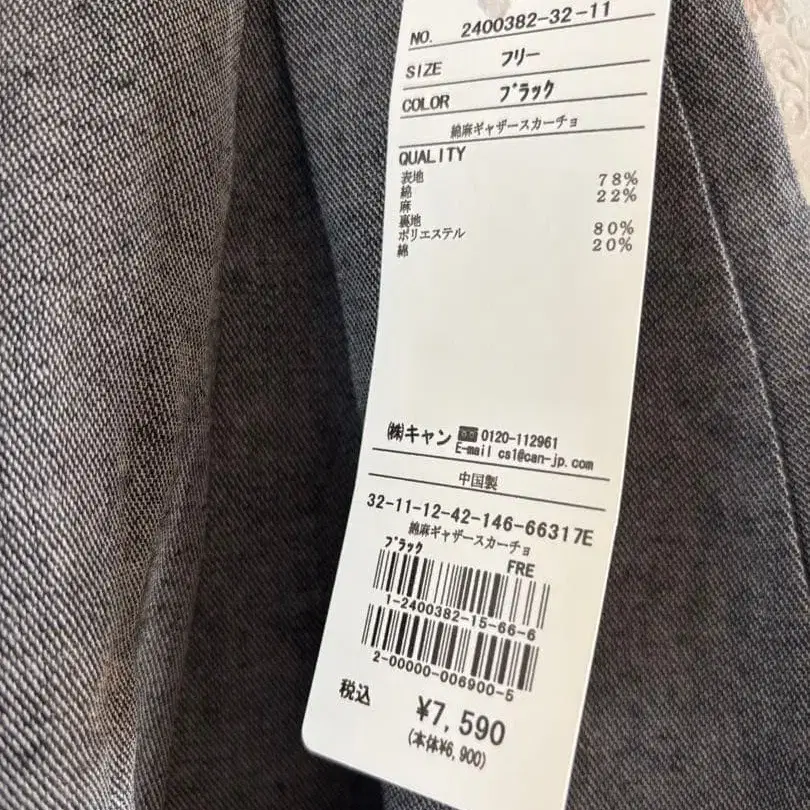 NO. 2400382-32-11
SIZE フリー
COLOR ブラック
綿麻ギャザースカーチョ
QUALITY
表地
綿 78%
麻 22%
裏地
ポリエステル 80%
綿 20%
㈱キャン 0120-112961
E-mail cs1@can-jp.com
中国製
32-11-12-42-146-66317E
綿麻ギャザースカーチョ
ブラック
FRE
1-2400382-15-66-6
2-00000-006900-5
税込 ¥7,590
(本体¥6,900)